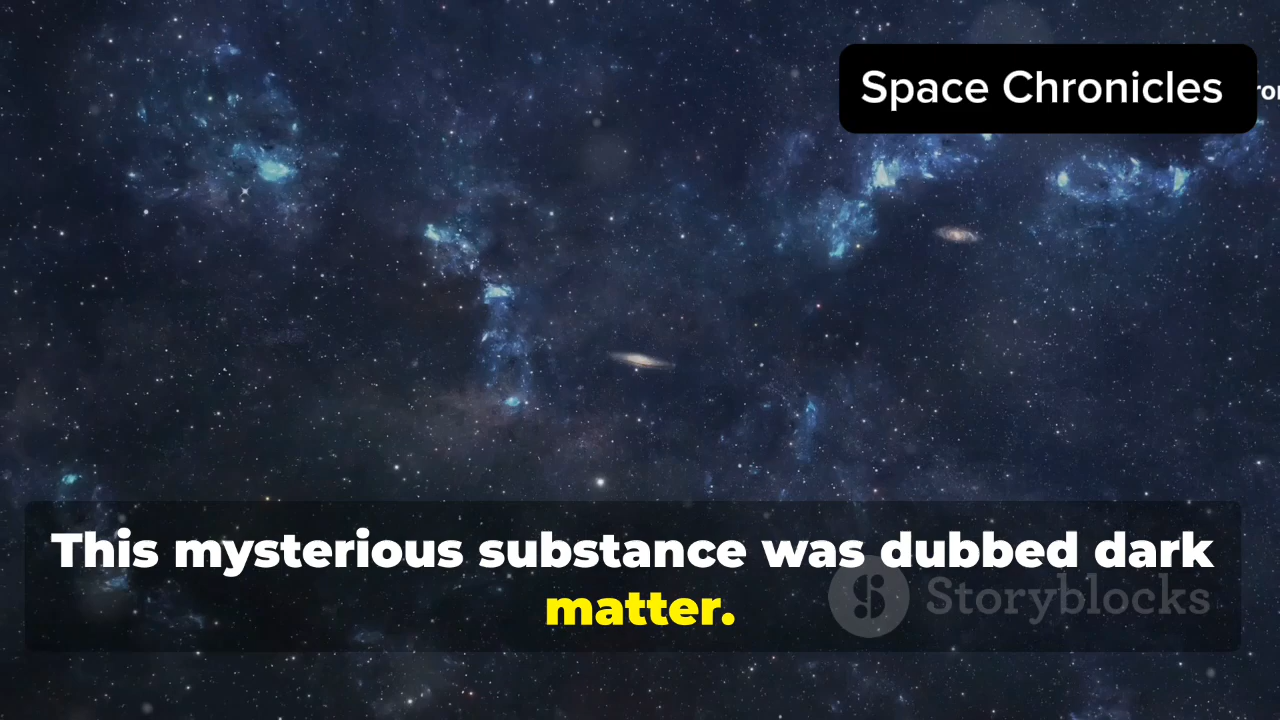 Space Chronicles
This mysterious substance was dubbed dark
matter.
Storyblocks